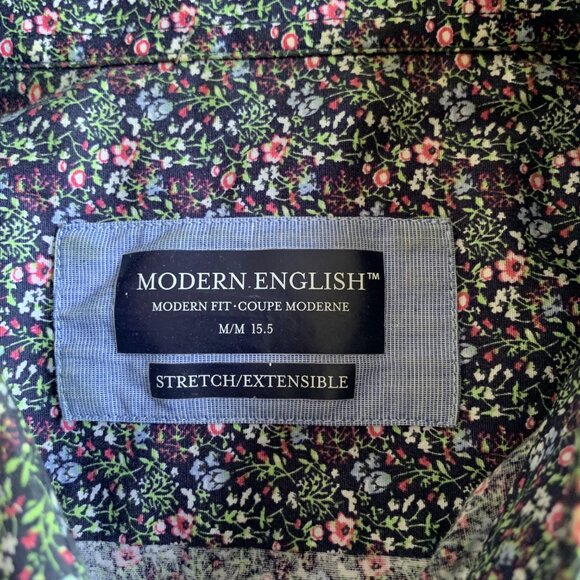 MODERN ENGLISH™
MODERN FIT • COUPE MODERNE
M/M 15.5
STRETCH/EXTENSIBLE